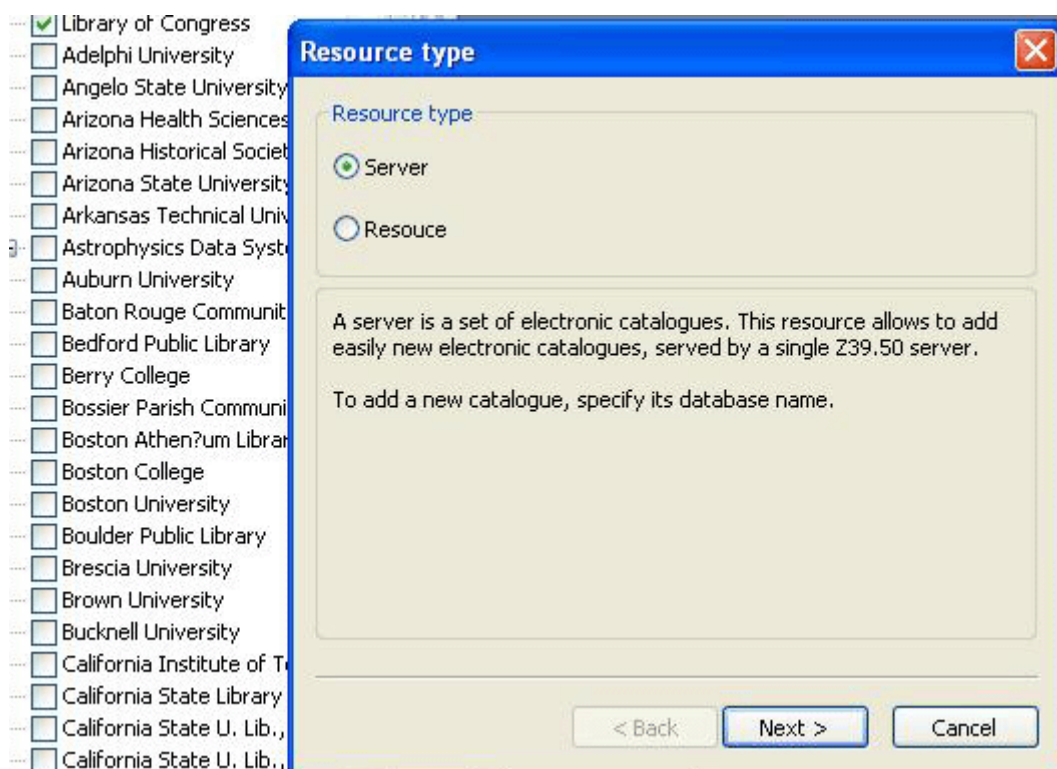 Library of Congress
Adelphi University
Angelo State University
Arizona Health Sciences
Arizona Historical Societ
Arizona State University
Arkansas Technical Univ
Astrophysics Data Syst
Auburn University
Baton Rouge Communit
Bedford Public Library
Berry College
Bossier Parish Communi
Boston Athen?um Librar
Boston College
Boston University
Boulder Public Library
Brescia University
Brown University
Bucknell University
California Institute of T
California State Library
California State U. Lib.,
California State U. Lib.,
Resource type
Resource type
Server
Resouce
A server is a set of electronic catalogues. This resource allows to add
easily new electronic catalogues, served by a single Z39.50 server.
To add a new catalogue, specify its database name.
< Back Next > Cancel